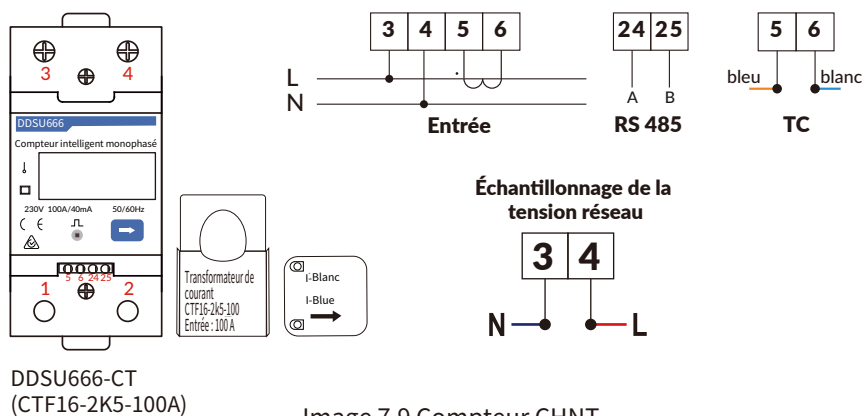 3 4
DDSU666
Compteur intelligent monophasé
230V 100A/40mA 50/60Hz
5 6 24 25
1 2
Transformateur de
courant
CTF16-2k5-100
Entrée : 100 A
I-Blanc
I-Blue
DDSU666-CT
(CTF16-2K5-100A)
3 4 5 6
L
N
Entrée
24 25
A B
RS 485
5 6
bleu blanc
TC
Échantillonnage de la
tension réseau
3 4
N L
Image 7.9 Compteur CHNT